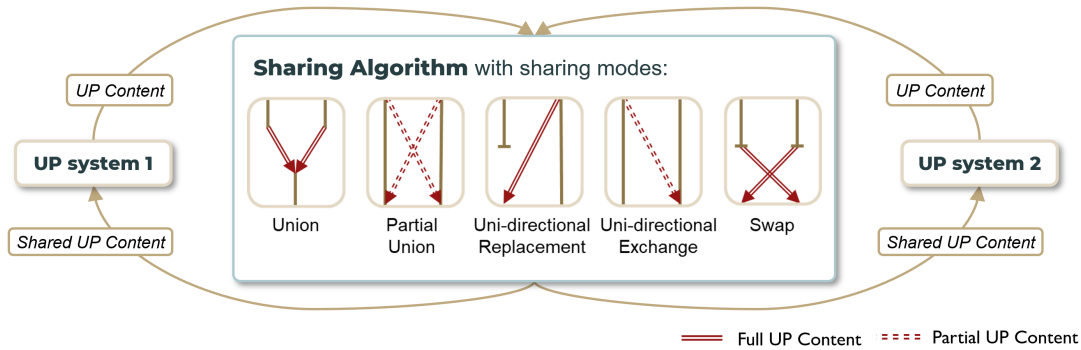 Sharing Algorithm with sharing modes:
UP Content
UP Content
UP system 1
UP system 2
Shared UP Content
Shared UP Content
Union
Partial
Union
Uni-directional
Replacement
Uni-directional
Exchange
Swap
Full UP Content
Partial UP Content